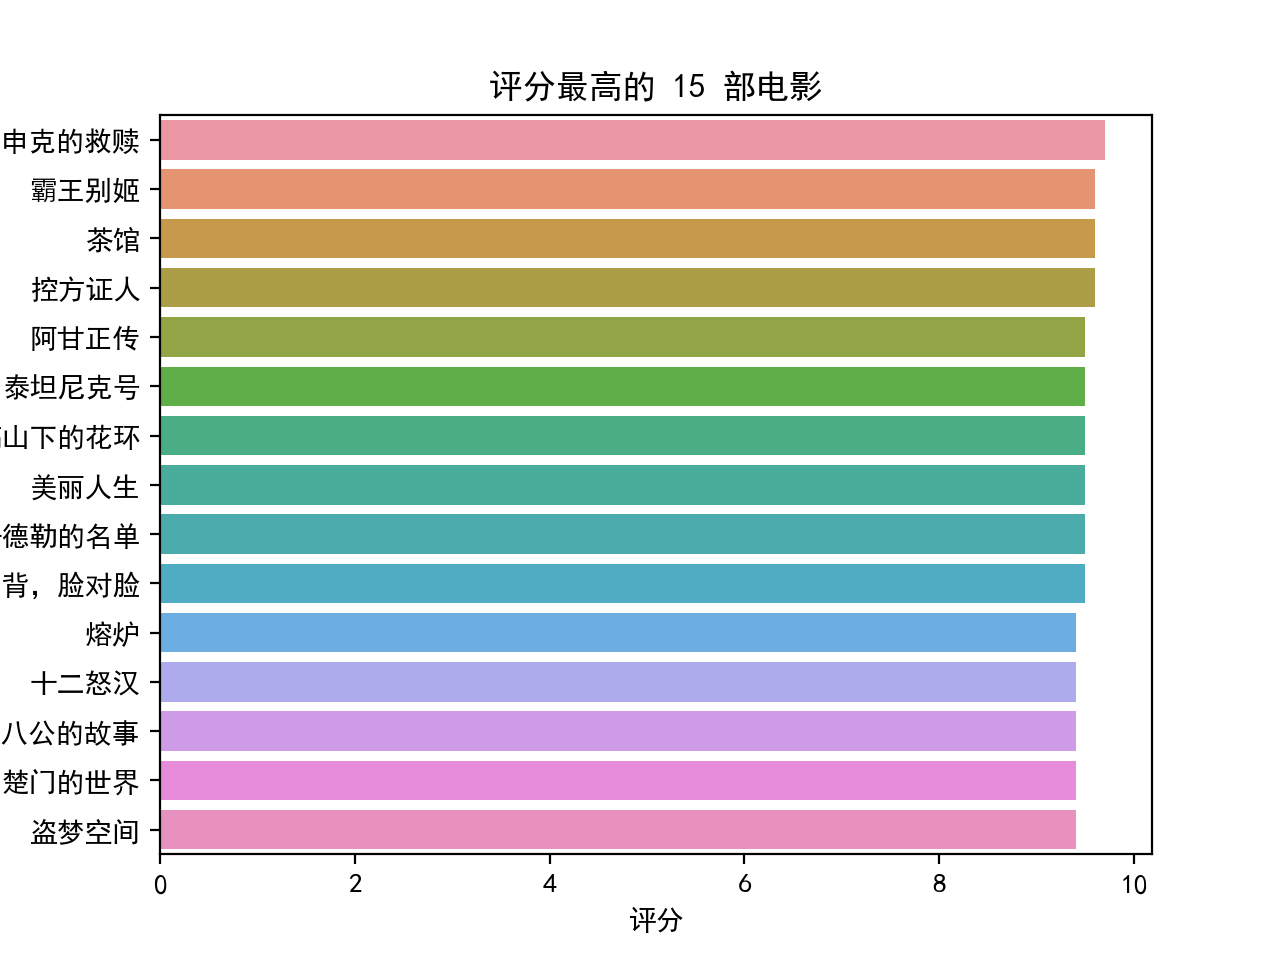 评分最高的 15 部电影
申克的救赎
霸王别姬
茶馆
控方证人
阿甘正传
泰坦尼克号
山下的花环
美丽人生
德勒的名单
背，脸对脸
熔炉
十二怒汉
八公的故事
楚门的世界
盗梦空间
0 2 4 6 8 10
评分